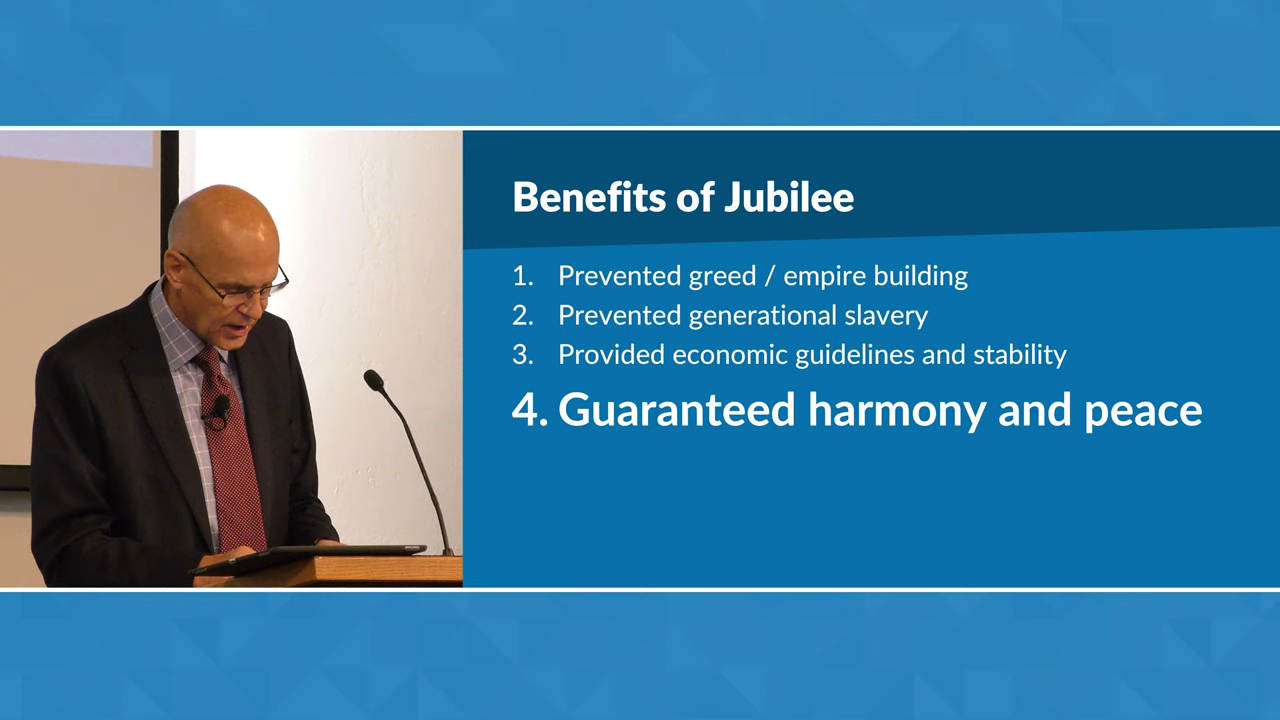 Benefits of Jubilee
1. Prevented greed / empire building
2. Prevented generational slavery
3. Provided economic guidelines and stability
4. Guaranteed harmony and peace